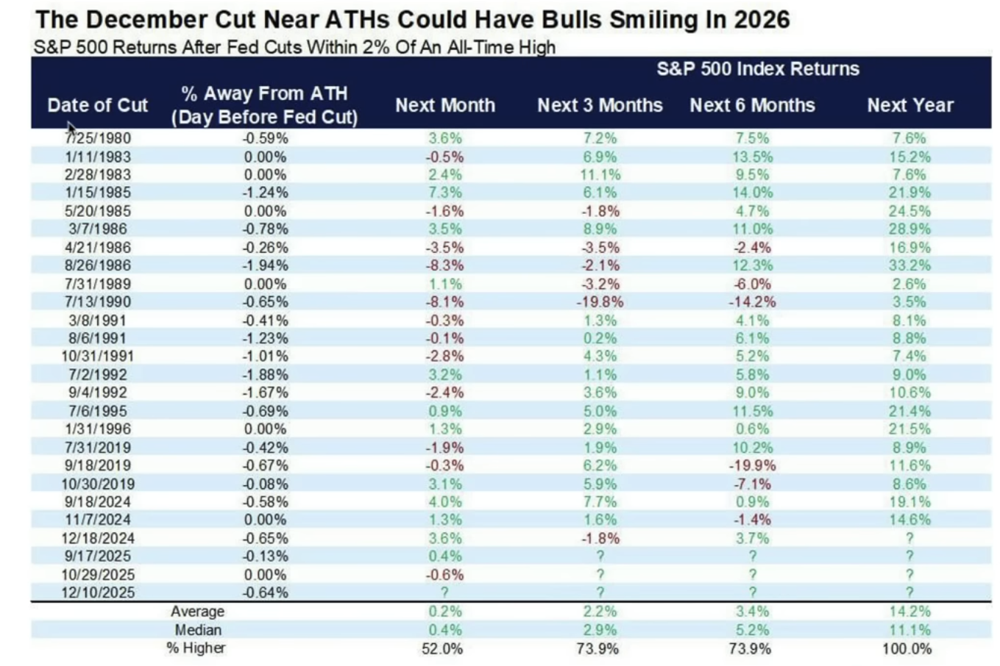 The December Cut Near ATHs Could Have Bulls Smiling In 2026
S&P 500 Returns After Fed Cuts Within 2% Of An All-Time High
S&P 500 Index Returns
Date of Cut % Away From ATH (Day Before Fed Cut) Next Month Next 3 Months Next 6 Months Next Year
7/25/1980 -0.59% 3.6% 7.2% 7.5% 7.6%
1/11/1983 0.00% -0.5% 6.9% 13.5% 15.2%
2/28/1983 0.00% 2.4% 11.1% 9.5% 7.6%
1/15/1985 -1.24% 7.3% 6.1% 14.0% 21.9%
5/20/1985 0.00% -1.6% -1.8% 4.7% 24.5%
3/7/1986 -0.78% 3.5% 8.9% 11.0% 28.9%
4/21/1986 -0.26% -3.5% -3.5% -2.4% 16.9%
8/26/1986 -1.94% -8.3% -2.1% 12.3% 33.2%
7/31/1989 0.00% 1.1% -3.2% -6.0% 2.6%
7/13/1990 -0.65% -8.1% -19.8% -14.2% 3.5%
3/8/1991 -0.41% -0.3% 1.3% 4.1% 8.1%
8/6/1991 -1.23% -0.1% 0.2% 6.1% 8.8%
10/31/1991 -1.01% -2.8% 4.3% 5.2% 7.4%
7/2/1992 -1.88% 3.2% 1.1% 5.8% 9.0%
9/4/1992 -1.67% -2.4% 3.6% 9.0% 10.6%
7/6/1995 -0.69% 0.9% 5.0% 11.5% 21.4%
1/31/1996 0.00% 1.3% 2.9% 0.6% 21.5%
7/31/2019 -0.42% -1.9% 1.9% 10.2% 8.9%
9/18/2019 -0.67% -0.3% 6.2% -19.9% 11.6%
10/30/2019 -0.08% 3.1% 5.9% -7.1% 8.6%
9/18/2024 -0.58% 4.0% 7.7% 0.9% 19.1%
11/7/2024 0.00% 1.3% 1.6% -1.4% 14.6%
12/18/2024 -0.65% 3.6% -1.8% 3.7% ?
9/17/2025 -0.13% 0.4% ? ? ?
10/29/2025 0.00% -0.6% ? ? ?
12/10/2025 -0.64% ? ? ? ?
Average 0.2% 2.2% 3.4% 14.2%
Median 0.4% 2.9% 5.2% 11.1%
% Higher 52.0% 73.9% 73.9% 100.0%